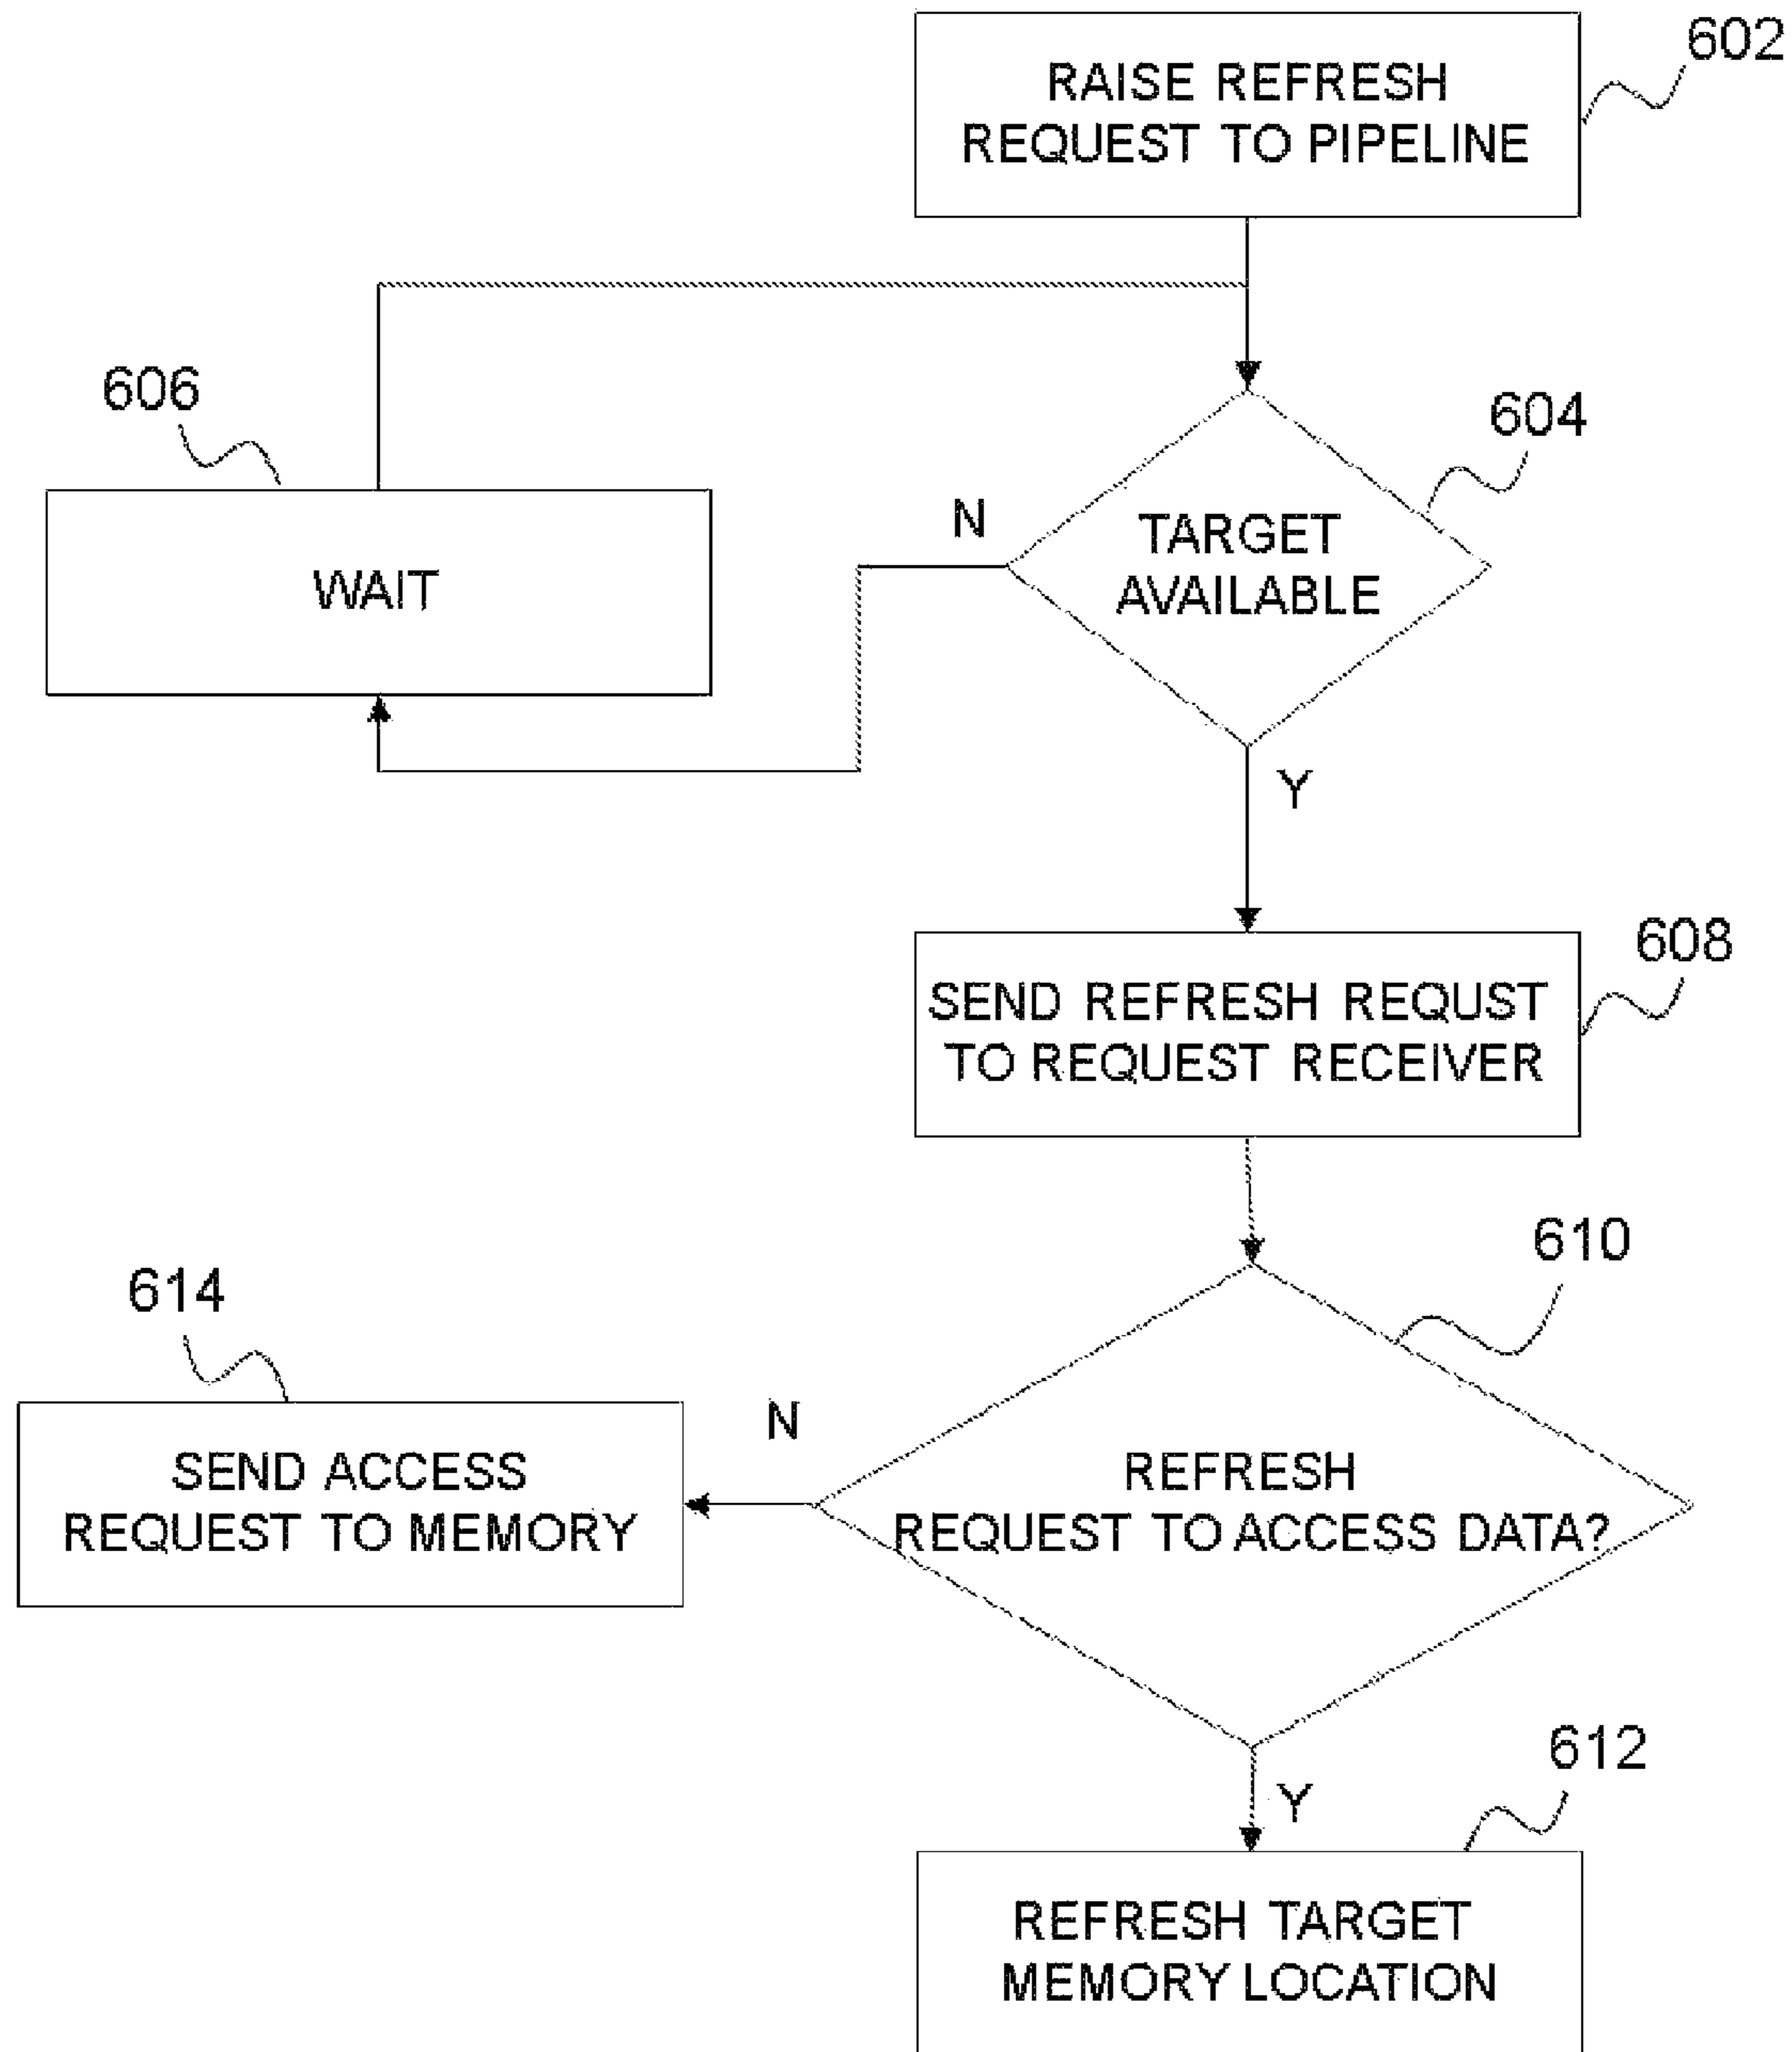 602
RAISE REFRESH
REQUEST TO PIPELINE
606
604
N
TARGET
AVAILABLE
WAIT
Y
608
SEND REFRESH REQUST
TO REQUEST RECEIVER
610
614
N
SEND ACCESS
REQUEST TO MEMORY
REFRESH
REQUEST TO ACCESS DATA?
612
Y
REFRESH TARGET
MEMORY LOCATION